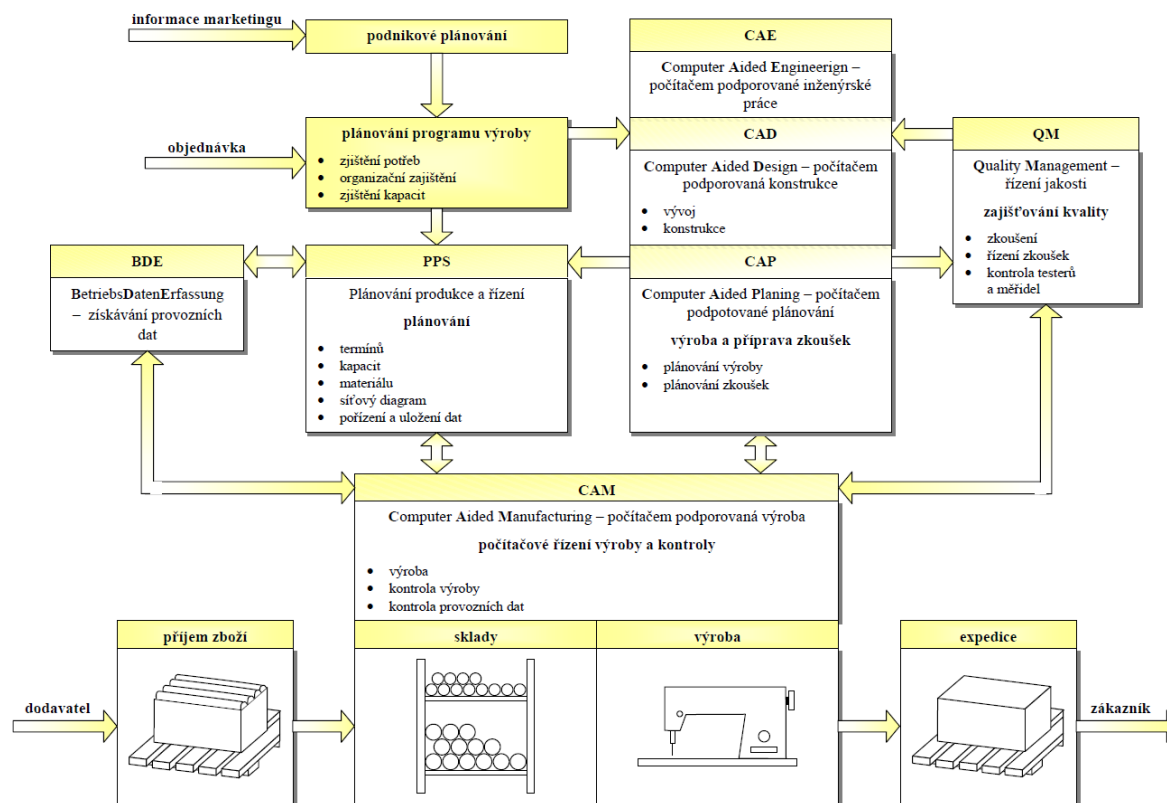 informace marketingu
podnikové plánování
CAE
Computer Aided Engineerign –
počítačem podporované inženýrské
práce
objednávka
plánování programu výroby
• zjištění potřeb
• organizační zajištění
• zjištění kapacit
CAD
Computer Aided Design – počítačem
podporovaná konstrukce
• vývoj
• konstrukce
QM
Quality Management –
řízení jakosti
zajišťování kvality
• zkoušení
• řízení zkoušek
• kontrola testerů
a měřidel
BDE
BetriebsDatenErfassung
– získávání provozních
dat
PPS
Plánování produkce a řízení
plánování
• termínů
• kapacit
• materiálu
• síťový diagram
• pořízení a uložení dat
CAP
Computer Aided Planing – počítačem
podpotované plánování
výroba a příprava zkoušek
• plánování výroby
• plánování zkoušek
CAM
Computer Aided Manufacturing – počítačem podporovaná výroba
počítačové řízení výroby a kontroly
• výroba
• kontrola výroby
• kontrola provozních dat
příjem zboží
sklady
výroba
expedice
dodavatel
zákazník